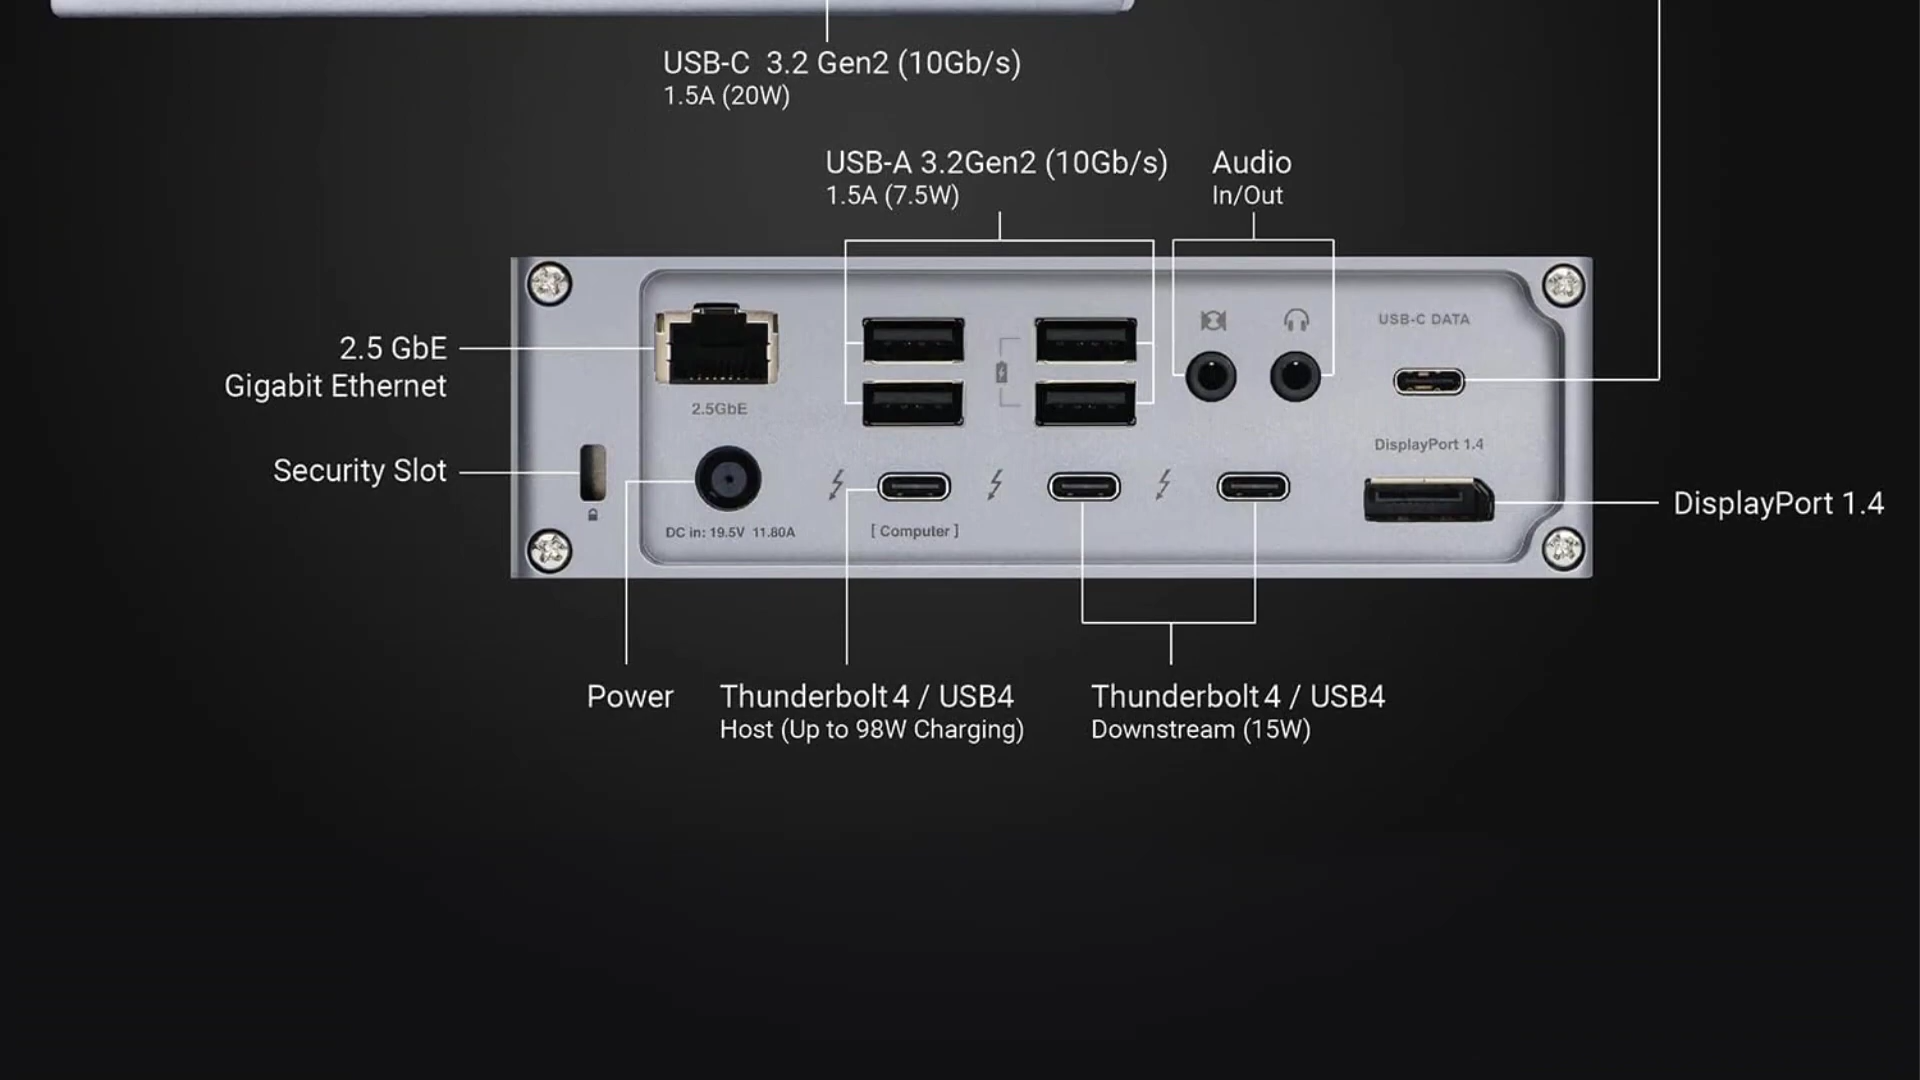 USB-C 3.2 Gen2 (10Gb/s)
1.5A (20W)
USB-A 3.2Gen2 (10Gb/s)
1.5A (7.5W)
Audio
In/Out
2.5 GbE
Gigabit Ethernet
Security Slot
2.5GbE
DC in: 19.5V 11.80A
[ Computer ]
USB-C DATA
DisplayPort 1.4
DisplayPort 1.4
Power
Thunderbolt 4 / USB4
Host (Up to 98W Charging)
Thunderbolt 4 / USB4
Downstream (15W)